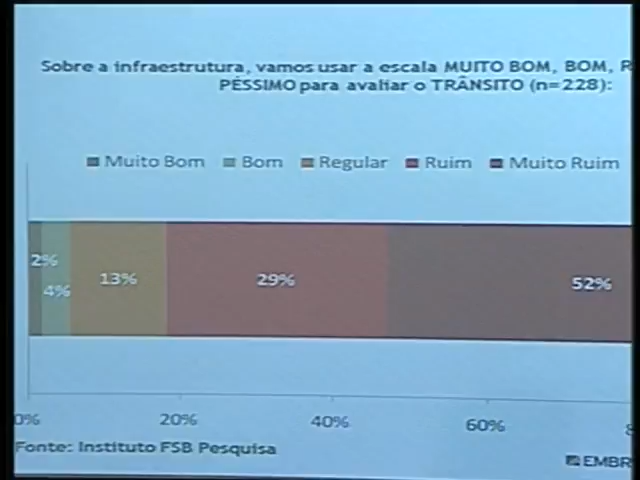 Sobre a infraestrutura, vamos usar a escala MUITO BOM, BOM, R
PÉSSIMO para avaliar o TRÂNSITO (n=228):
Muito Bom Bom Regular Ruim Muito Ruim
2% 4% 13% 29% 52%
0% 20% 40% 60% 8
Fonte: Instituto FSB Pesquisa
EMBR